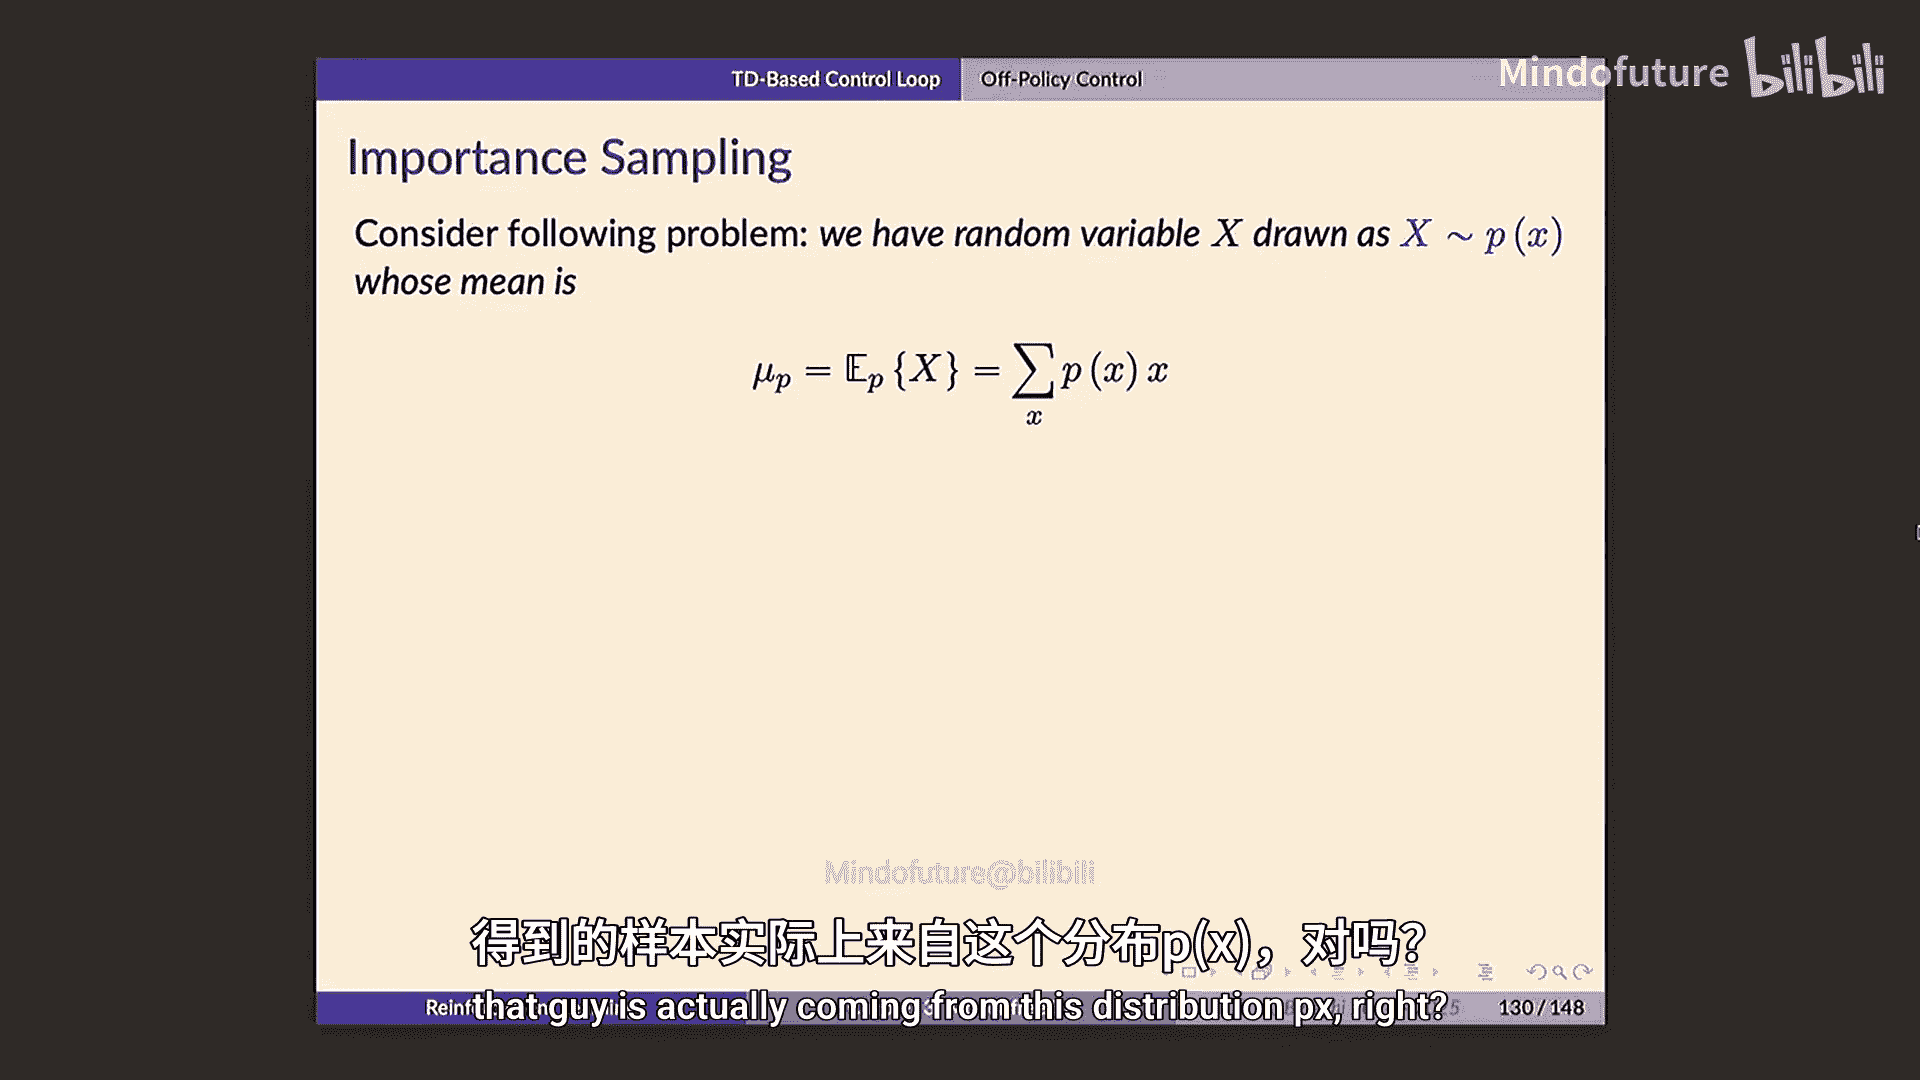 TD-Based Control Loop Off-Policy Control
Mindofuture bilibili
Importance Sampling
Consider following problem: we have random variable X drawn as X ∼ p (x)
whose mean is
μp = 𝔼p {X} = ∑x p (x) x
Mindofuture@bilibili
得到的样本实际上来自这个分布p(x)，对吗？
that guy is actually coming from this distribution px, right?
130 / 148